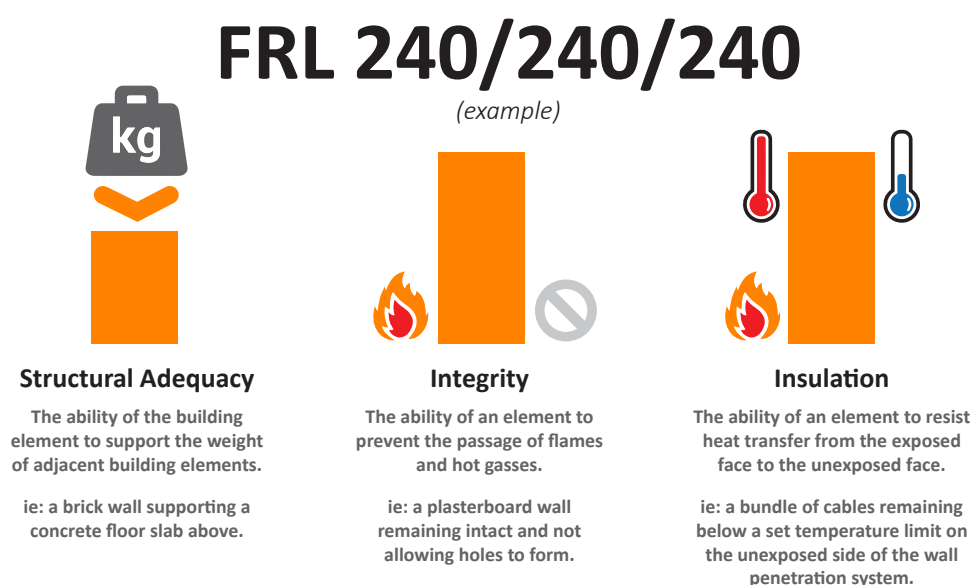 FRL 240/240/240
(example)
kg
Structural Adequacy
The ability of the building
element to support the weight
of adjacent building elements.
ie: a brick wall supporting a
concrete floor slab above.
Integrity
The ability of an element to
prevent the passage of flames
and hot gasses.
ie: a plasterboard wall
remaining intact and not
allowing holes to form.
Insulation
The ability of an element to resist
heat transfer from the exposed
face to the unexposed face.
ie: a bundle of cables remaining
below a set temperature limit on
the unexposed side of the wall
penetration system.